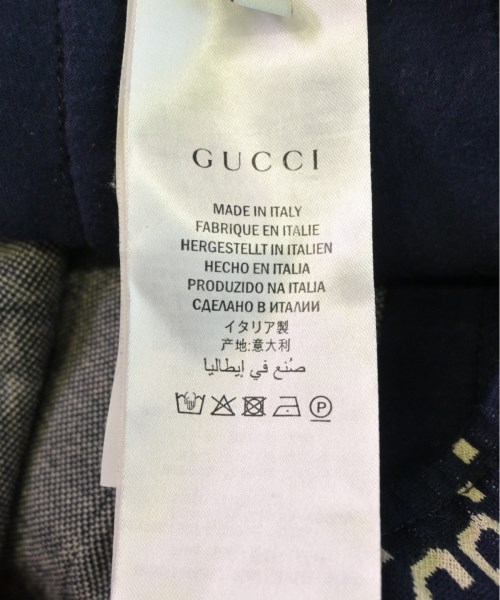 GUCCI
MADE IN ITALY
FABRIQUE EN ITALIE
HERGESTELLT IN ITALIEN
HECHO EN ITALIA
PRODUZIDO NA ITALIA
СДЕЛАНО В ИТАЛИИ
イタリア製
产地:意大利
صُنع في إيطاليا
P